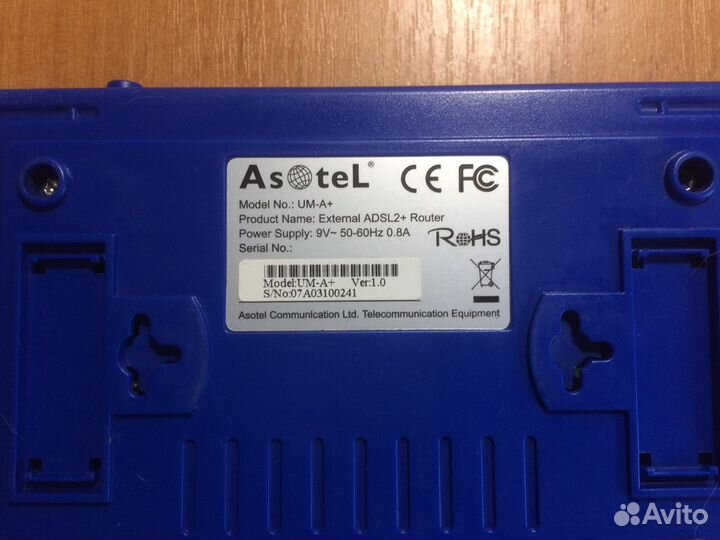 AsoteL®
CE FC
Model No.: UM-A+
Product Name: External ADSL2+ Router
Power Supply: 9V~ 50-60Hz 0.8A
RoHS
Serial No.:
Model:UM-A+ Ver:1.0
S/No:07A03100241
Asotel Communication Ltd. Telecommunication Equipment
Avito